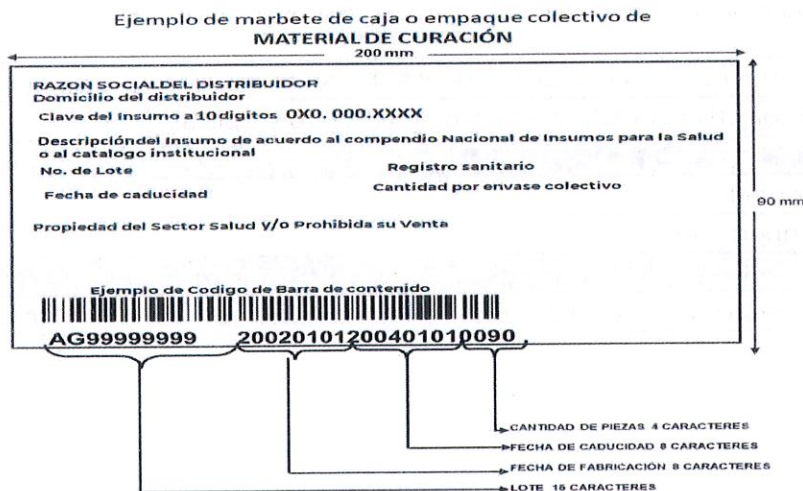 Ejemplo de marbete de caja o empaque colectivo de
MATERIAL DE CURACIÓN
200 mm
RAZON SOCIALDEL DISTRIBUIDOR
Domicilio del distribuidor
Clave del Insumo a 10 digitos 0X0. 000.XXXX
Descripcióndel Insumo de acuerdo al compendio Nacional de Insumos para la Salud
o al catalogo institucional
No. de Lote Registro sanitario
Fecha de caducidad Cantidad por envase colectivo
90 mm
Propiedad del Sector Salud y/o Prohibida su Venta
Ejemplo de Codigo de Barra de contenido
AG99999999 20020101200401010090
CANTIDAD DE PIEZAS 4 CARACTERES
FECHA DE CADUCIDAD 8 CARACTERES
FECHA DE FABRICACIÓN 8 CARACTERES
LOTE 15 CARACTERES